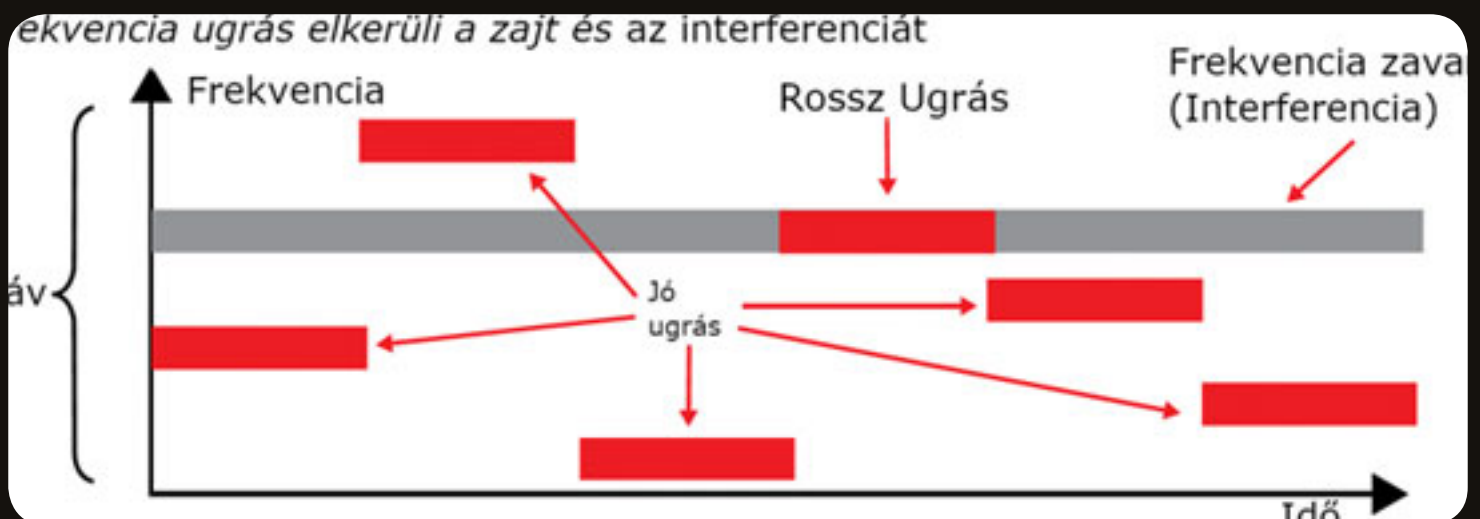 ekvencia ugrás elkerüli a zajt és az interferenciát
Frekvencia zava
(Interferencia)
Frekvencia
Rossz Ugrás
áv
Jó
ugrás
Idő